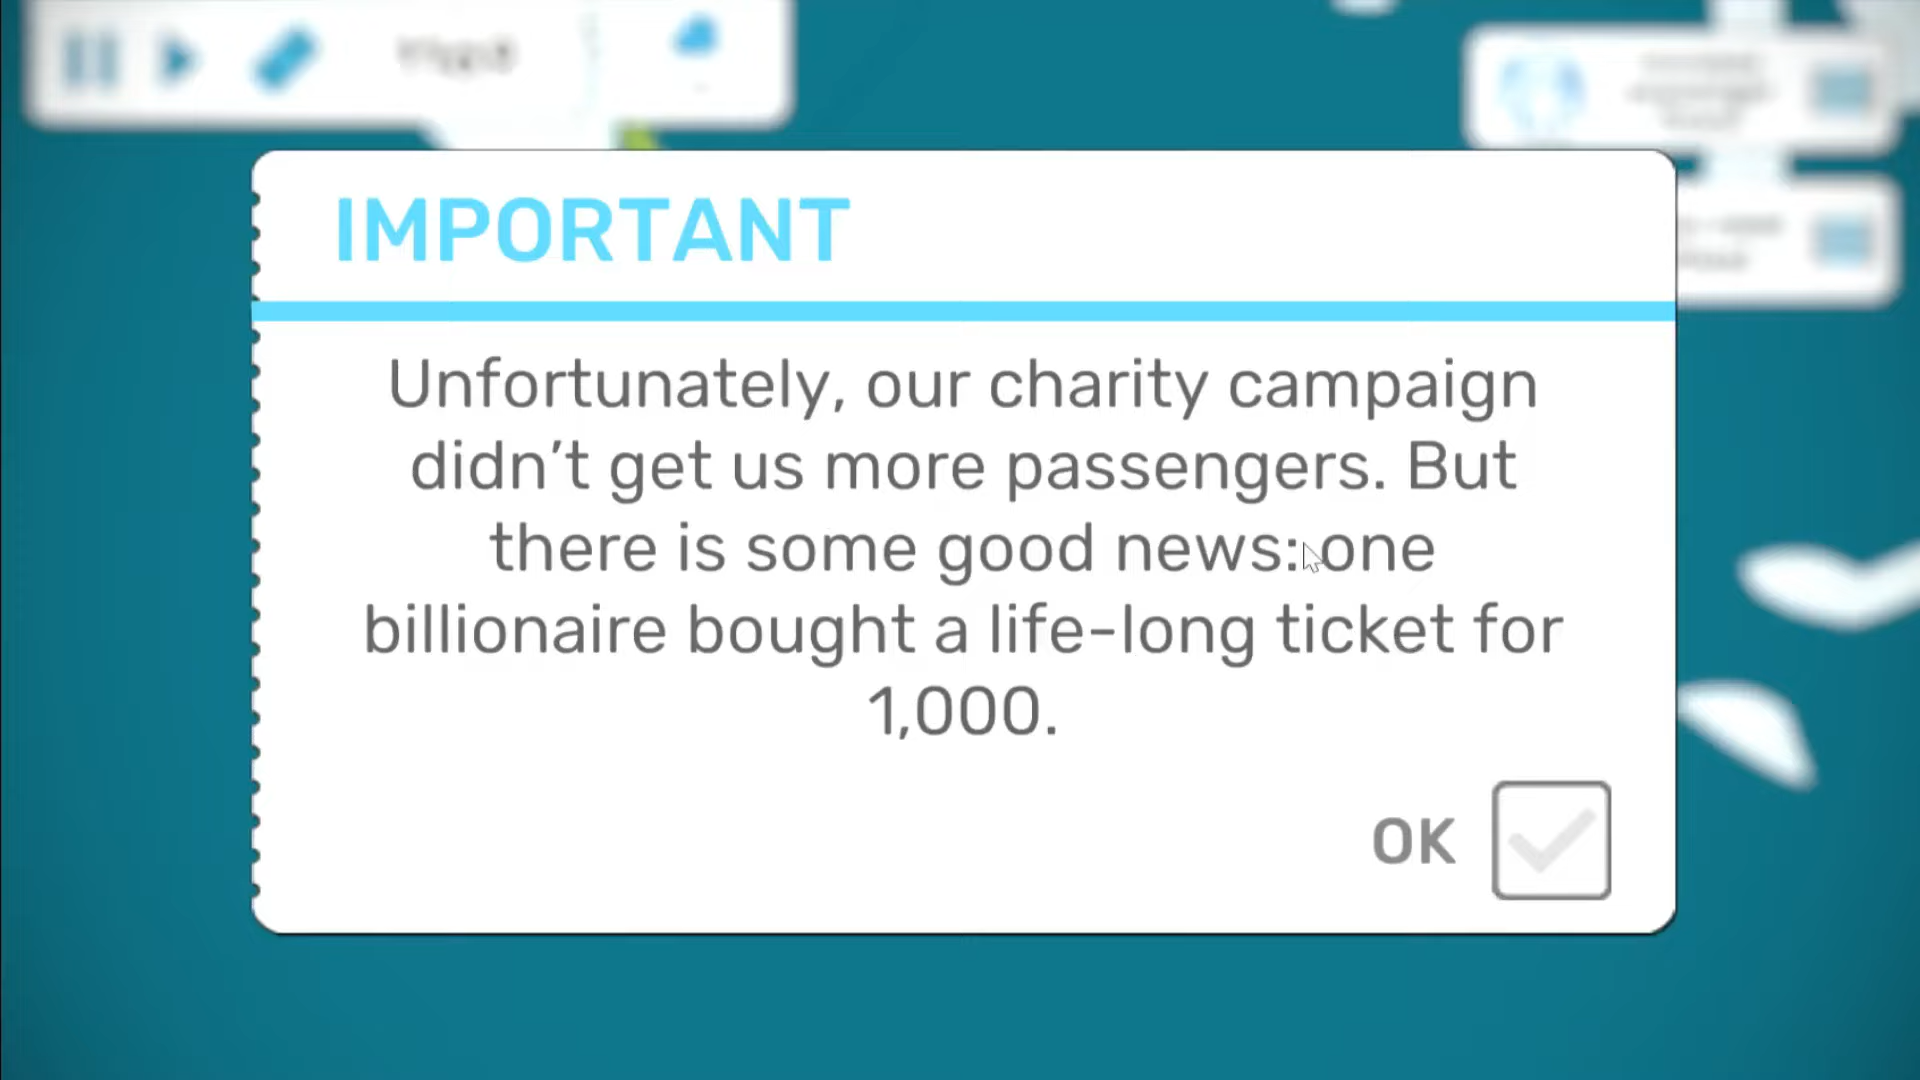 IMPORTANT
Unfortunately, our charity campaign
didn't get us more passengers. But
there is some good news: one
billionaire bought a life-long ticket for
1,000.
OK